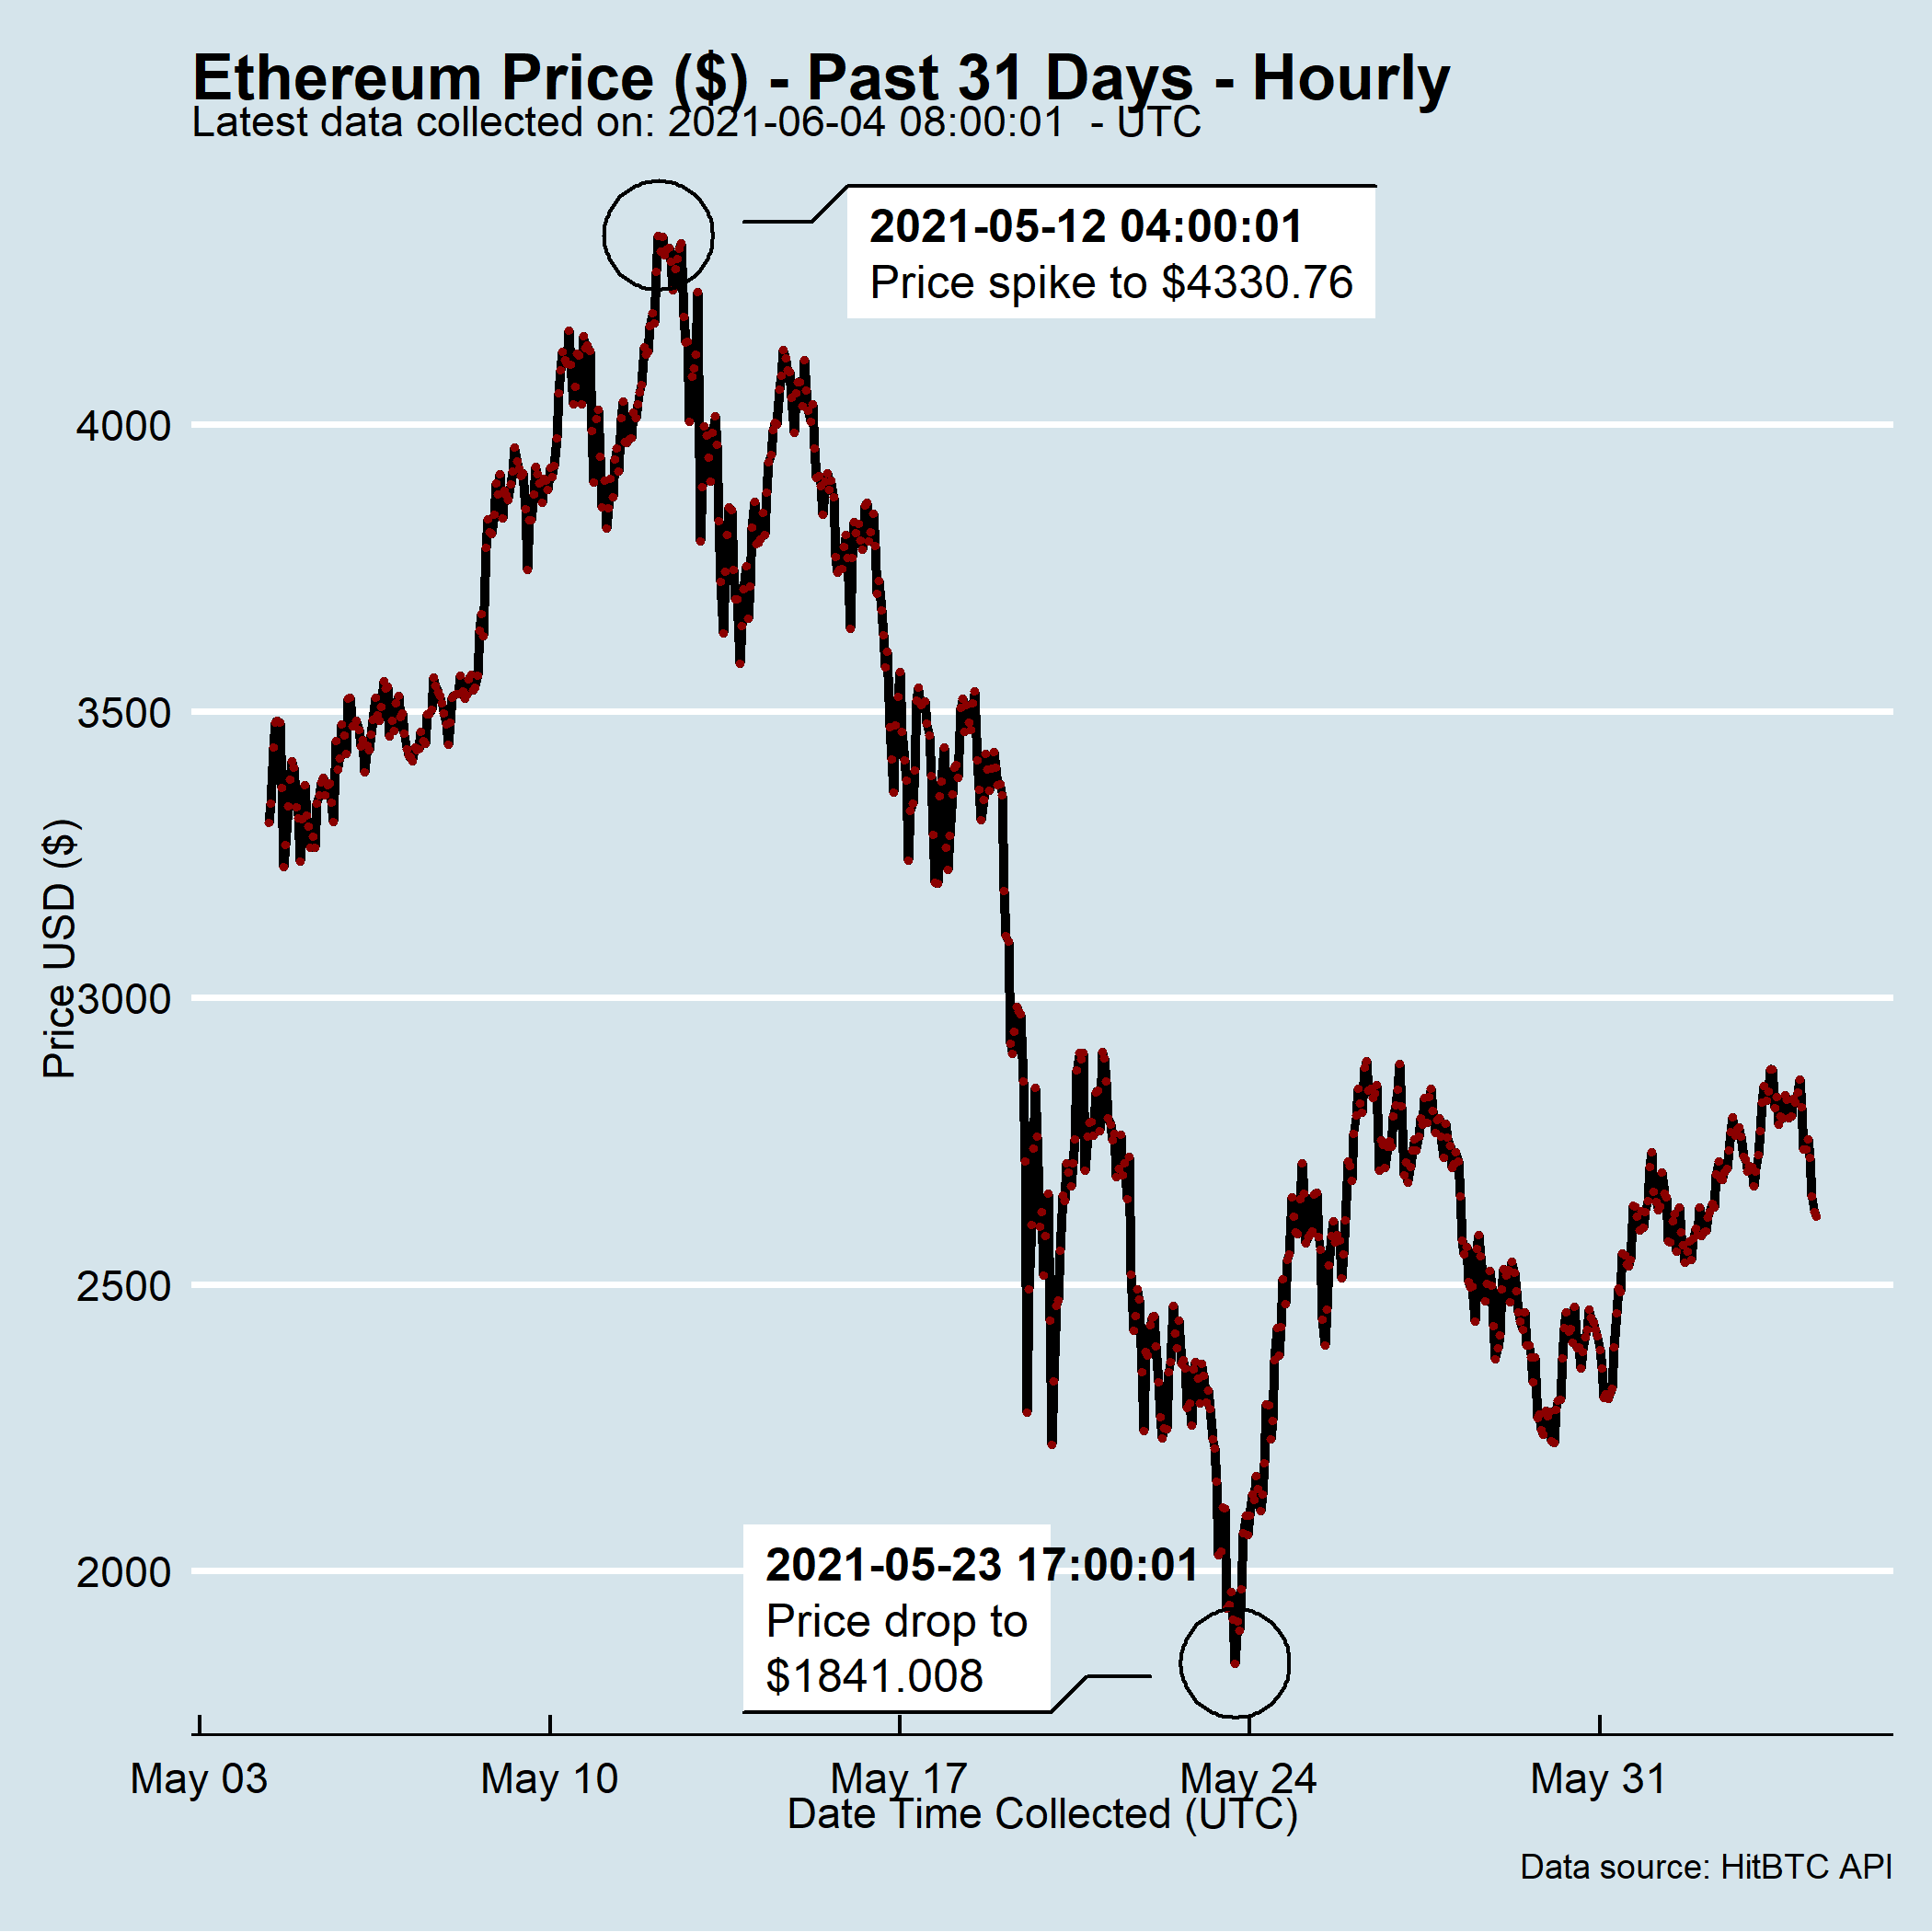 Ethereum Price ($) - Past 31 Days - Hourly
Latest data collected on: 2021-06-04 08:00:01  - UTC
2021-05-12 04:00:01
Price spike to $4330.76
4000
3500
3000
2500
2000
Price USD ($)
2021-05-23 17:00:01
Price drop to
$1841.008
May 03
May 10
May 17
May 24
May 31
Date Time Collected (UTC)
Data source: HitBTC API